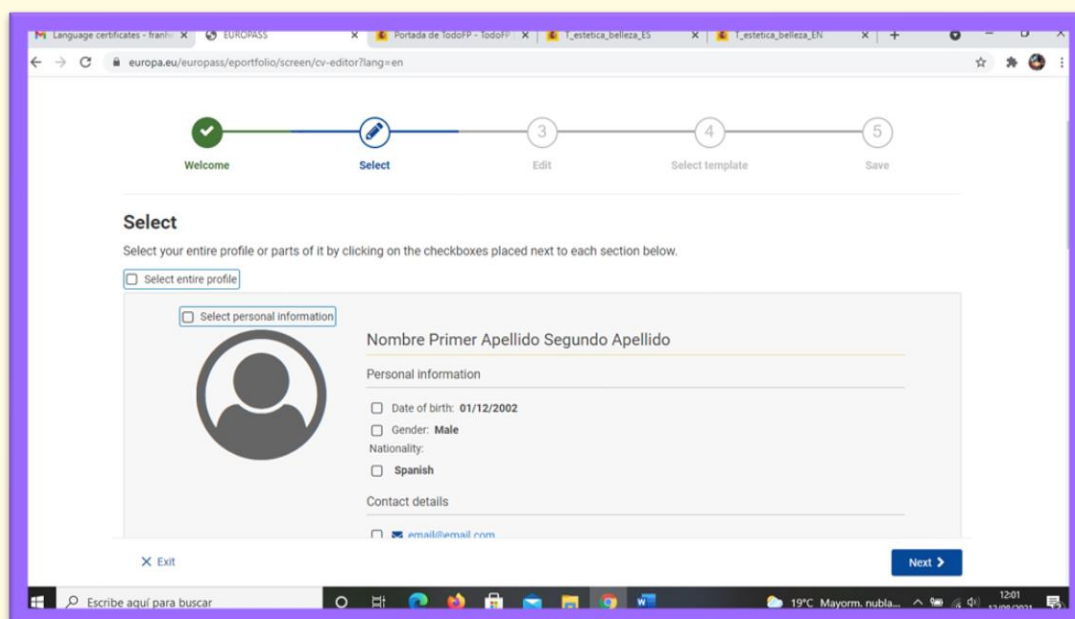 Language certificates - franh
EUROPASS
Portada de TodoFP - TodoFP
T_estetica_belleza_ES
T_estetica_belleza_EN
europa.eu/europass/eportfolio/screen/cv-editor?lang=en
3
4
5
Welcome
Select
Edit
Select template
Save
Select
Select your entire profile or parts of it by clicking on the checkboxes placed next to each section below.
Select entire profile
Select personal information
Nombre Primer Apellido Segundo Apellido
Personal information
Date of birth: 01/12/2002
Gender: Male
Nationality:
Spanish
Contact details
email@email.com
Exit
Next
Escribe aquí para buscar
19°C Mayorm. nubla...
12:01